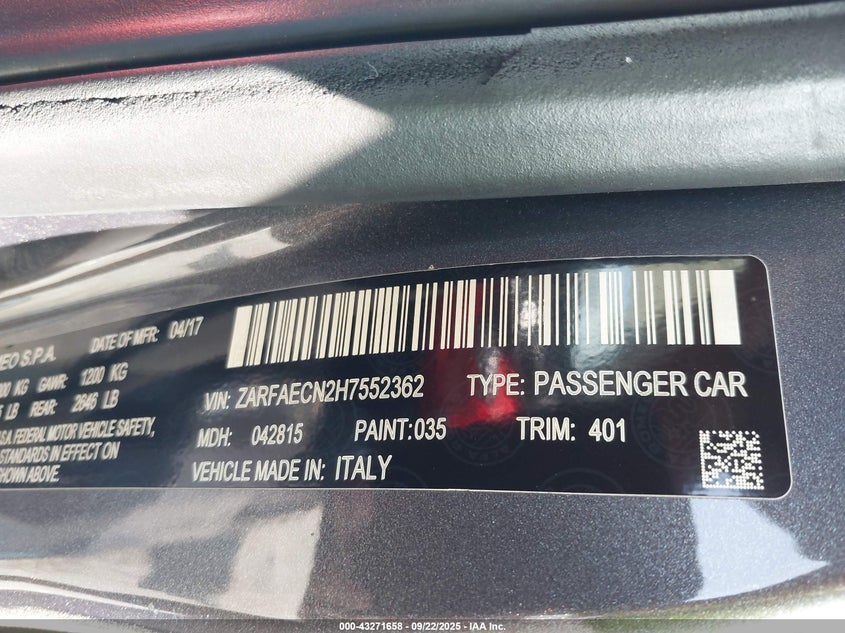 EO S.P.A. DATE OF MFR: 04/17
KG GAWR: 1200 KG
LB REAR: 2646 LB
FEDERAL MOTOR VEHICLE SAFETY,
STANDARDS IN EFFECT ON
SHOWN ABOVE.
VIN: ZARFAECN2H7552362 TYPE: PASSENGER CAR
MDH: 042815 PAINT:035 TRIM: 401
VEHICLE MADE IN: ITALY
000-43271658 - 09/22/2025 - IAA Inc.